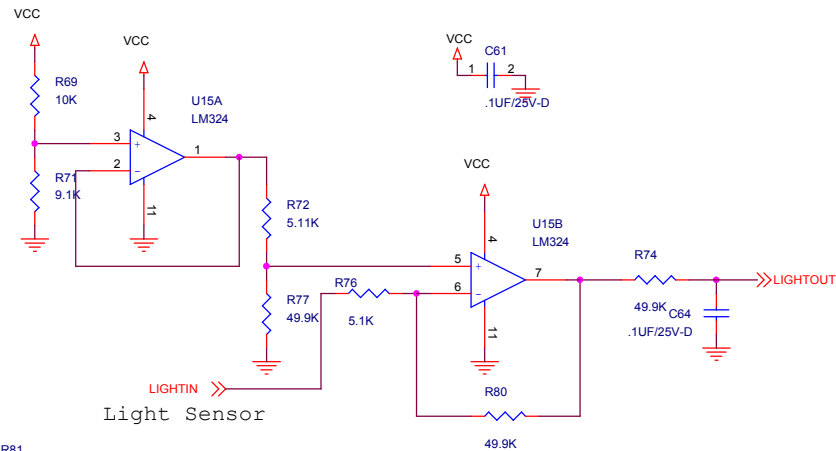 VCC
VCC
VCC
C61
1
2
.1UF/25V-D
R69
10K
U15A
LM324
4
3
+
1
2
-
R71
9.1K
11
R72
5.11K
VCC
U15B
LM324
4
5
+
7
6
-
R74
49.9K
LIGHTOUT
R76
5.1K
R77
49.9K
11
C64
.1UF/25V-D
LIGHTIN
Light Sensor
R80
49.9K
R81